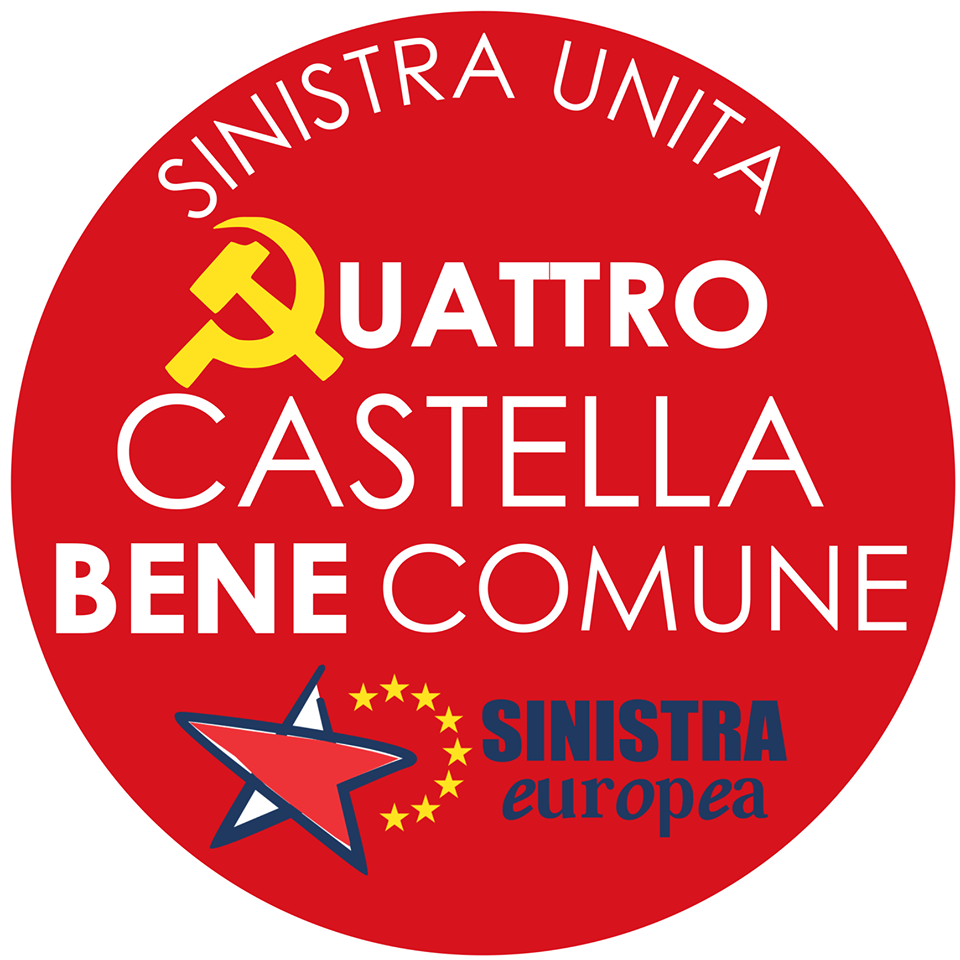 SINISTRA UNITA
QUATTRO
CASTELLA
BENE COMUNE
SINISTRA
europea